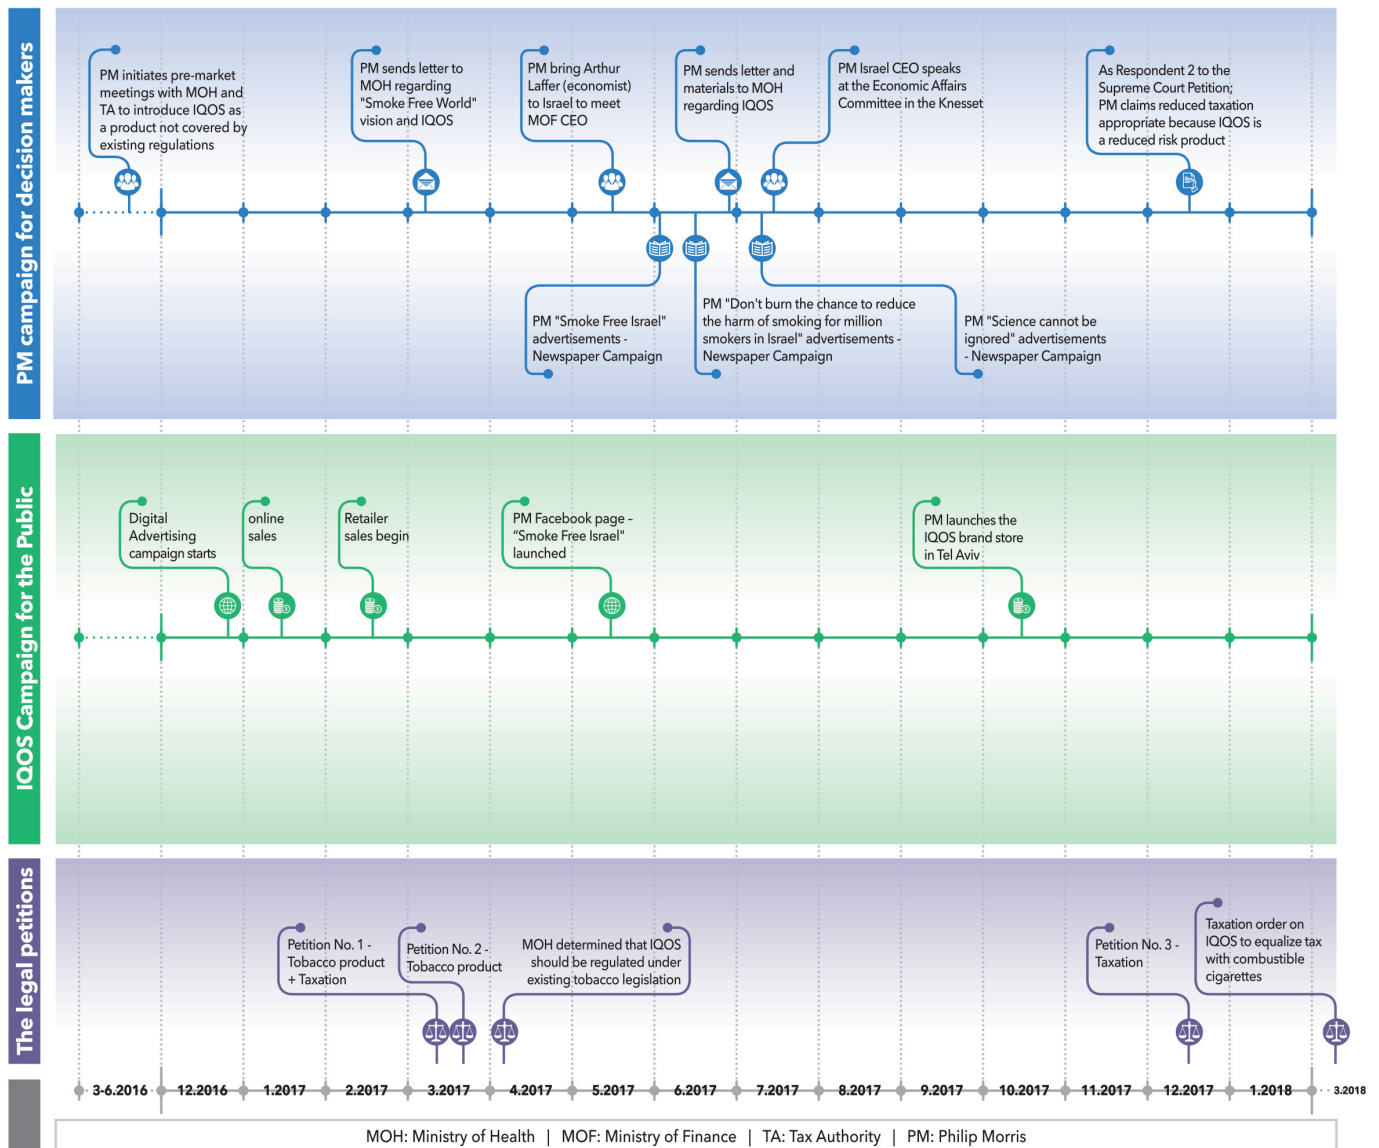 PM campaign for decision makers
PM initiates pre-market
meetings with MOH and
TA to introduce IQOS as
a product not covered by
existing regulations
PM sends letter to
MOH regarding
"Smoke Free World"
vision and IQOS
PM bring Arthur
Laffer (economist)
to Israel to meet
MOF CEO
PM sends letter and
materials to MOH
regarding IQOS
PM Israel CEO speaks
at the Economic Affairs
Committee in the Knesset
As Respondent 2 to the
Supreme Court Petition;
PM claims reduced taxation
appropriate because IQOS is
a reduced risk product
PM "Smoke Free Israel"
advertisements -
Newspaper Campaign
PM "Don't burn the chance to reduce
the harm of smoking for million
smokers in Israel" advertisements -
Newspaper Campaign
PM "Science cannot be
ignored" advertisements
- Newspaper Campaign
IQOS Campaign for the Public
Digital
Advertising
campaign starts
online
sales
Retailer
sales begin
PM Facebook page –
“Smoke Free Israel"
launched
PM launches the
IQOS brand store
in Tel Aviv
The legal petitions
Petition No. 1 -
Tobacco product
+ Taxation
Petition No. 2 -
Tobacco product
MOH determined that IQOS
should be regulated under
existing tobacco legislation
Petition No. 3 -
Taxation
Taxation order on
IQOS to equalize tax
with combustible
cigarettes
3-6.2016 12.2016 1.2017 2.2017 3.2017 4.2017 5.2017 6.2017 7.2017 8.2017 9.2017 10.2017 11.2017 12.2017 1.2018 3.2018
MOH: Ministry of Health | MOF: Ministry of Finance | TA: Tax Authority | PM: Philip Morris